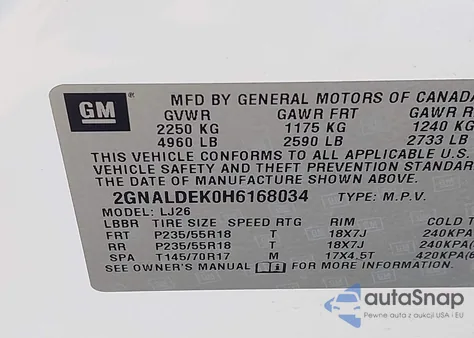 GM
MFD BY GENERAL MOTORS OF CANADA
GVWR GAWR FRT GAWR R
2250 KG 1175 KG 1240 KG
4960 LB 2590 LB 2733 LB
THIS VEHICLE CONFORMS TO ALL APPLICABLE U.S.
VEHICLE SAFETY AND THEFT PREVENTION
DATE OF MANUFACTURE SHOWN ABOVE.
2GNALDEK0H6168034 TYPE: M.P.V.
MODEL: LJ26
LBBR TIRE SIZE SPEED RTG RIM COLD T
FRT P235/55R18 T 18X7J 240KPA(
RR P235/55R18 T 18X7J 240KPA(
SPA T145/70R17 M 17X4.5T 420KPA(6
SEE OWNER'S MANUAL FOR MORE INFORMATION.
autoSnap
Pewne auta z aukcji USA i EU